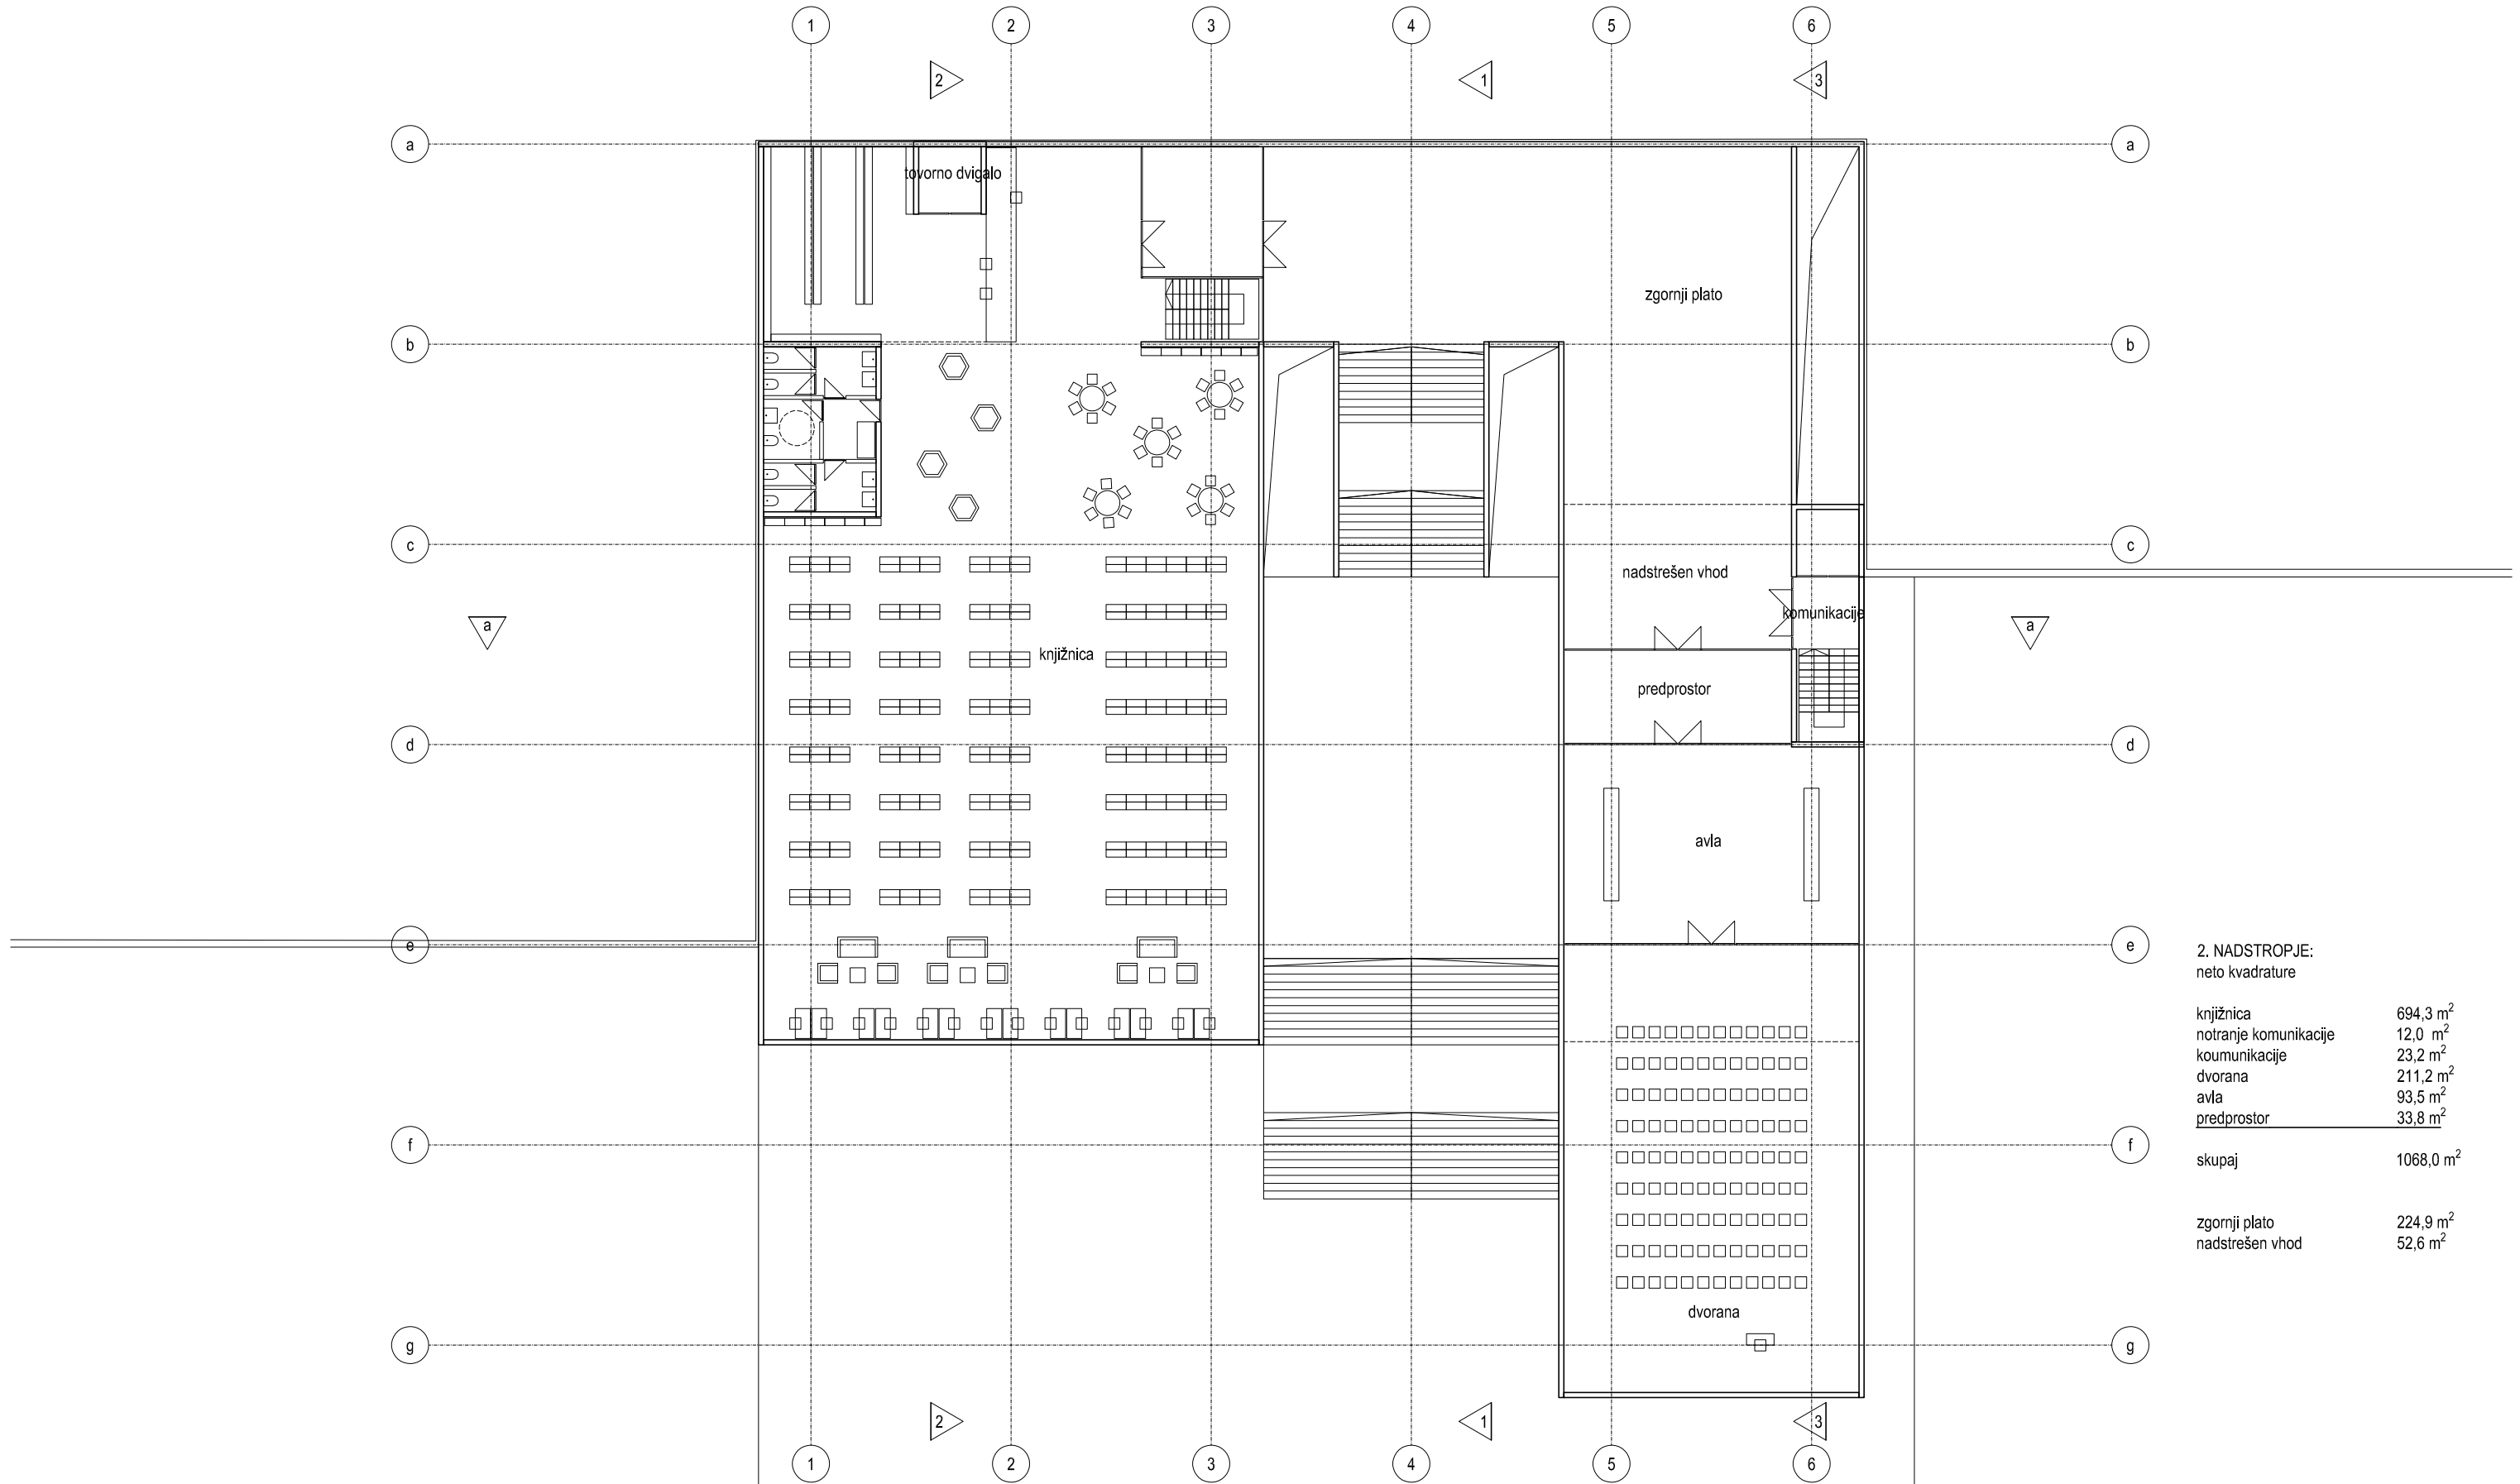 1 2 3 4 5 6
2 1 3
a a
tovorno dvigalo
zgornji plato
b b
c c
nadstrešen vhod
komunikacije
a a
knjižnica
predprostor
d d
avla
e e
2. NADSTROPJE:
neto kvadrature
knjižnica 694,3 m²
notranje komunikacije 12,0 m²
koumunikacije 23,2 m²
dvorana 211,2 m²
avla 93,5 m²
predprostor 33,8 m²
f f
skupaj 1068,0 m²
zgornji plato 224,9 m²
nadstrešen vhod 52,6 m²
dvorana
g g
2 1 3
1 2 3 4 5 6